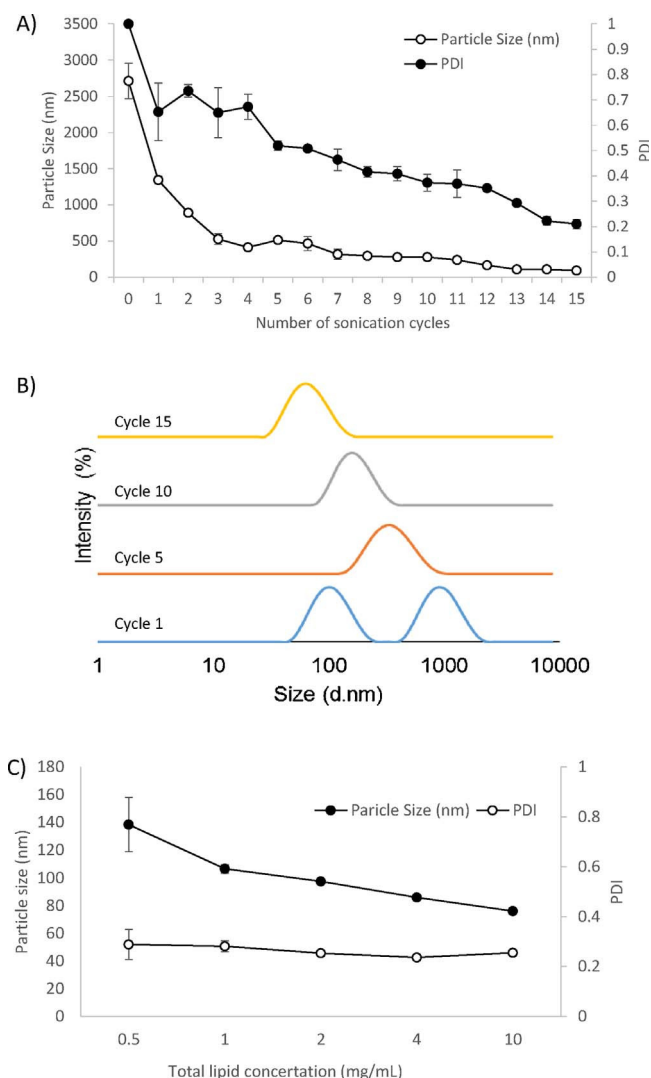 A)
Particle Size (nm)
PDI
3500
3000
2500
2000
1500
1000
500
0
1
0.9
0.8
0.7
0.6
0.5
0.4
0.3
0.2
0.1
0
Particle Size (nm)
PDI
0 1 2 3 4 5 6 7 8 9 10 11 12 13 14 15
Number of sonication cycles
B)
Intensity (%)
Cycle 15
Cycle 10
Cycle 5
Cycle 1
1 10 100 1000 10000
Size (d.nm)
C)
Particle size (nm)
180
160
140
120
100
80
60
40
20
0
1
0.8
0.6
0.4
0.2
0
PDI
Paricle Size (nm) PDI
0.5 1 2 4 10
Total lipid concertation (mg/mL)